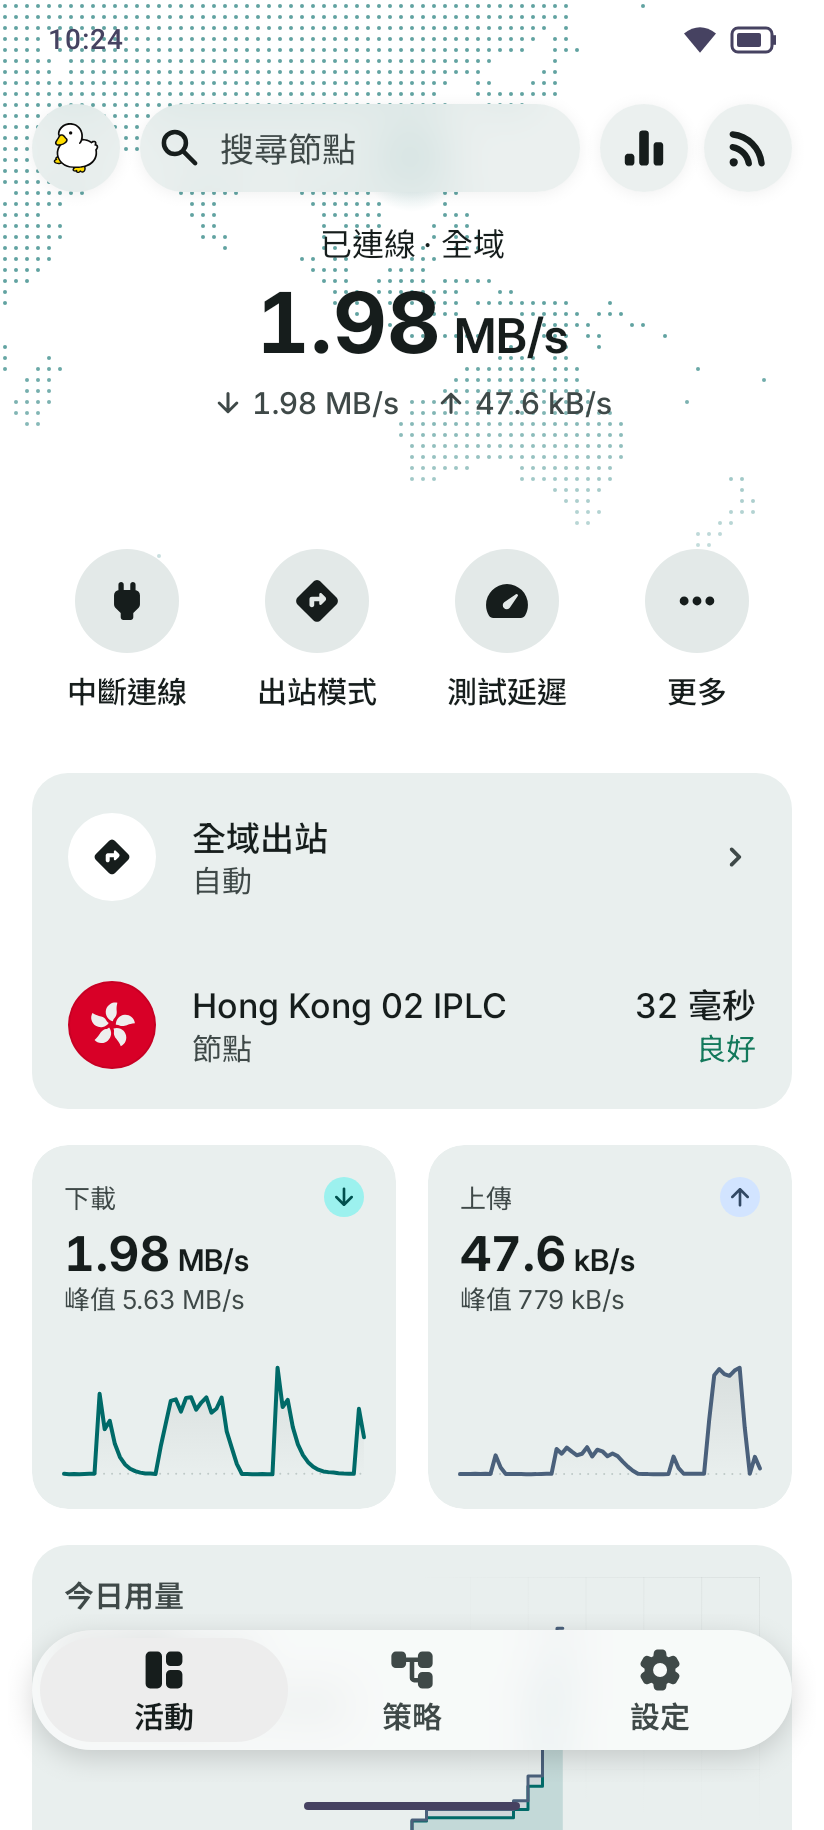 10:24
搜尋節點
已連線 · 全域
1.98 MB/s
1.98 MB/s 47.6 kB/s
中斷連線 出站模式 測試延遲 更多
全域出站
自動
Hong Kong 02 IPLC 32 毫秒
節點 良好
下載
1.98 MB/s
峰值 5.63 MB/s
上傳
47.6 kB/s
峰值 779 kB/s
今日用量
活動 策略 設定